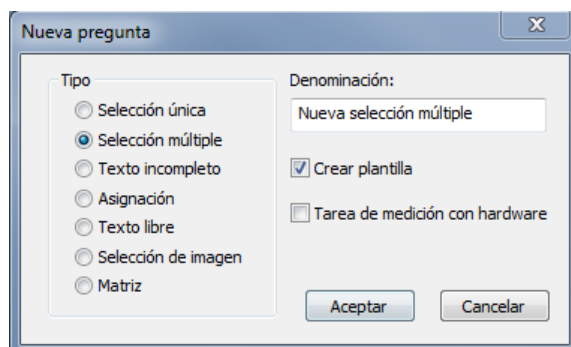 Nueva pregunta
Tipo
Selección única
Selección múltiple
Texto incompleto
Asignación
Texto libre
Selección de imagen
Matriz
Denominación:
Nueva selección múltiple
Crear plantilla
Tarea de medición con hardware
Aceptar
Cancelar